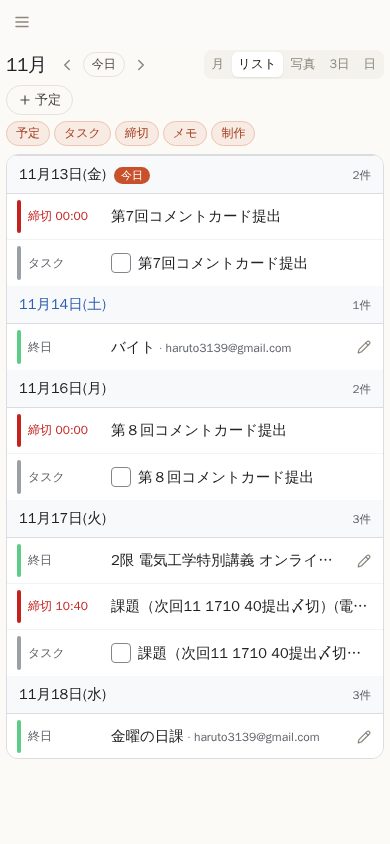 11月 今日 月 リスト 写真 3日 日
+ 予定
予定 タスク 締切 メモ 制作
11月13日(金) 今日 2件
締切 00:00 第7回コメントカード提出
タスク 第7回コメントカード提出
11月14日(土) 1件
終日 バイト · haruto3139@gmail.com
11月16日(月) 2件
締切 00:00 第８回コメントカード提出
タスク 第８回コメントカード提出
11月17日(火) 3件
終日 2限 電気工学特別講義 オンライ…
締切 10:40 課題（次回11 1710 40提出〆切）(電…
タスク 課題（次回11 1710 40提出〆切…
11月18日(水) 3件
終日 金曜の日課 · haruto3139@gmail.com